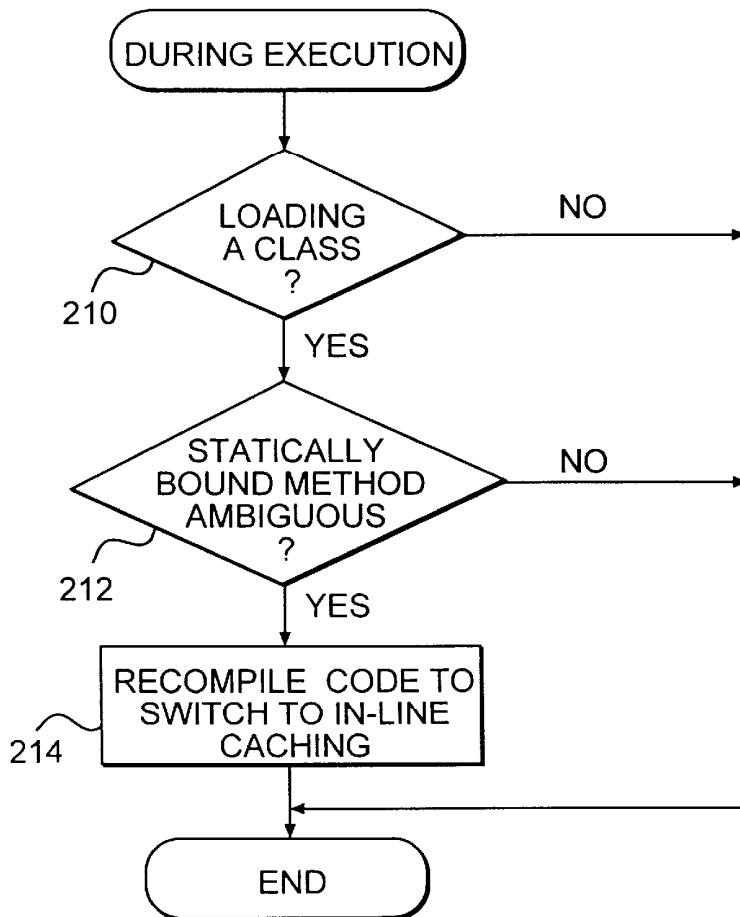 DURING EXECUTION
LOADING
A CLASS
?
NO
210
YES
STATICALLY
BOUND METHOD
AMBIGUOUS
?
NO
212
YES
RECOMPILE CODE TO
SWITCH TO IN-LINE
CACHING
214
END